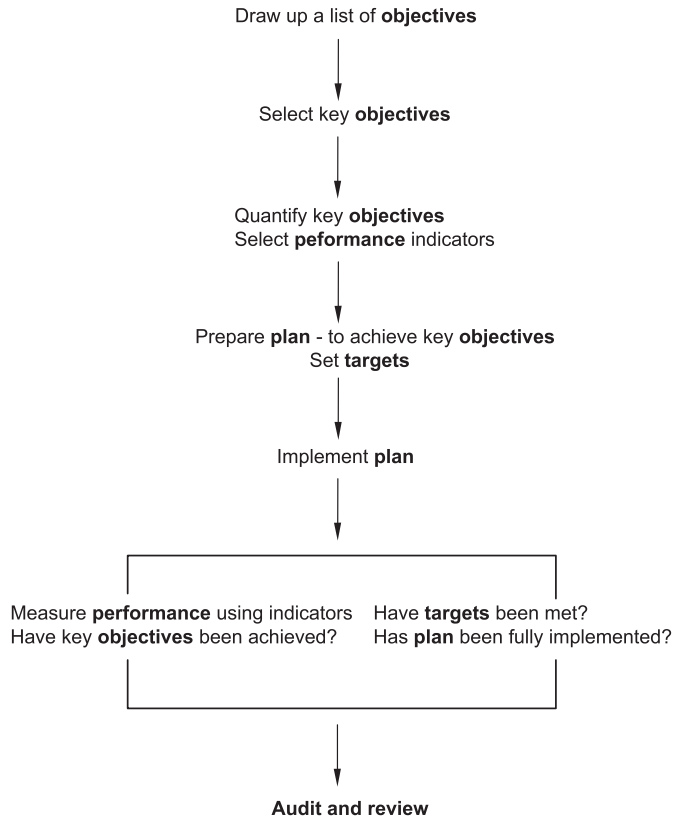 Draw up a list of objectives
Select key objectives
Quantify key objectives
Select peformance indicators
Prepare plan - to achieve key objectives
Set targets
Implement plan
Measure performance using indicators
Have key objectives been achieved?
Have targets been met?
Has plan been fully implemented?
Audit and review